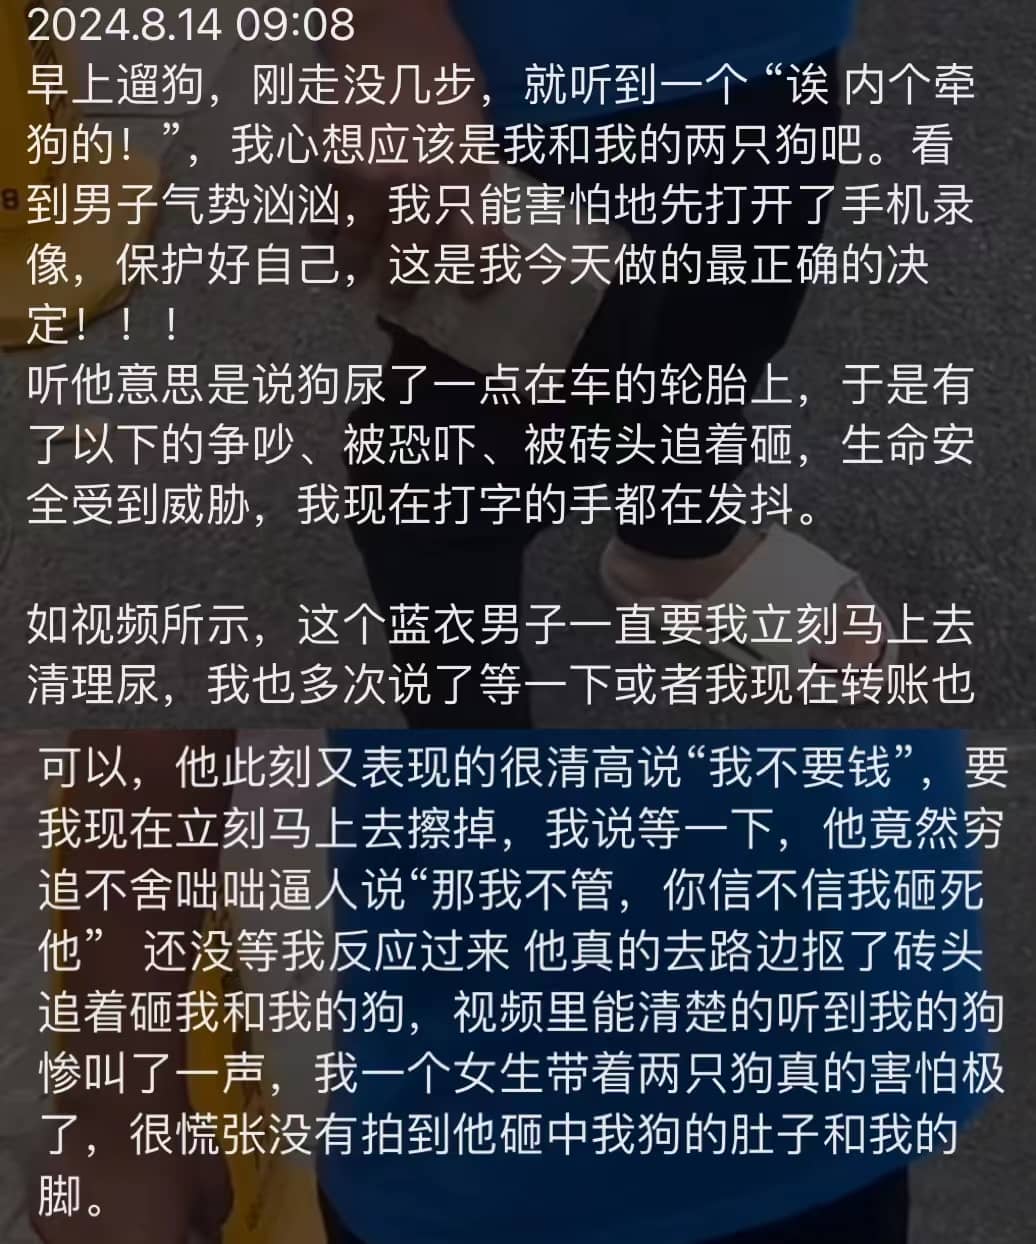 2024.8.14 09:08
早上遛狗，刚走没几步，就听到一个“诶 内个牵
狗的！”，我心想应该是我和我的两只狗吧。看
到男子气势汹汹，我只能害怕地先打开了手机录
像，保护好自己，这是我今天做的最正确的决
定！！！
听他意思是说狗尿了一点在车的轮胎上，于是有
了以下的争吵、被恐吓、被砖头追着砸，生命安
全受到威胁，我现在打字的手都在发抖。
如视频所示，这个蓝衣男子一直要我立刻马上去
清理尿，我也多次说了等一下或者我现在转账也
可以，他此刻又表现的很清高说“我不要钱”，要
我现在立刻马上去擦掉，我说等一下，他竟然穷
追不舍咄咄逼人说“那我不管，你信不信我砸死
他” 还没等我反应过来 他真的去路边抠了砖头
追着砸我和我的狗，视频里能清楚的听到我的狗
惨叫了一声，我一个女生带着两只狗真的害怕极
了，很慌张没有拍到他砸中我狗的肚子和我的
脚。
8